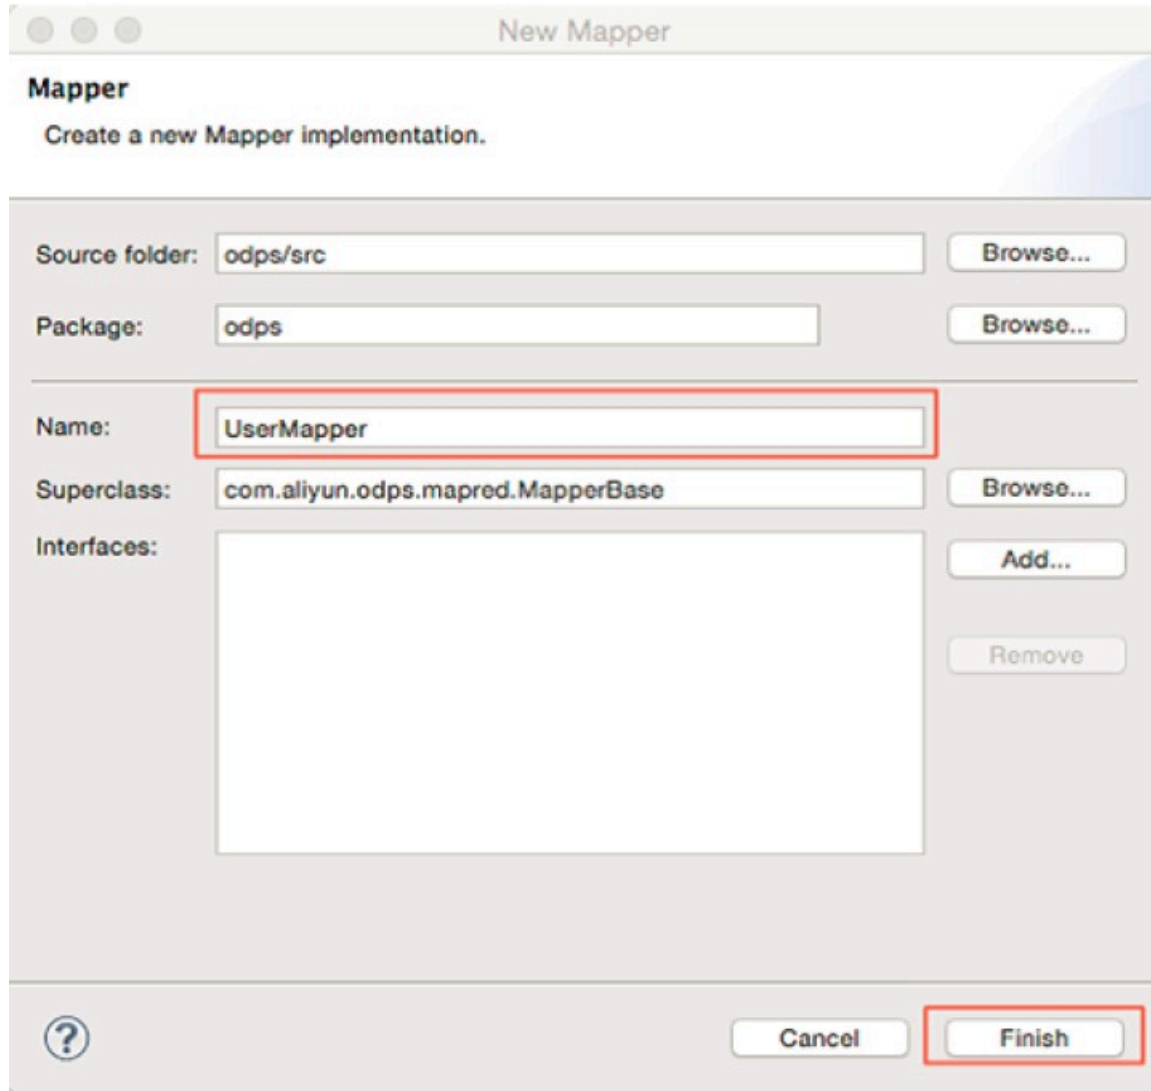 New Mapper
Mapper
Create a new Mapper implementation.
Source folder: odps/src Browse...
Package: odps Browse...
Name: UserMapper
Superclass: com.aliyun.odps.mapred.MapperBase Browse...
Interfaces: Add...
Remove
? Cancel Finish